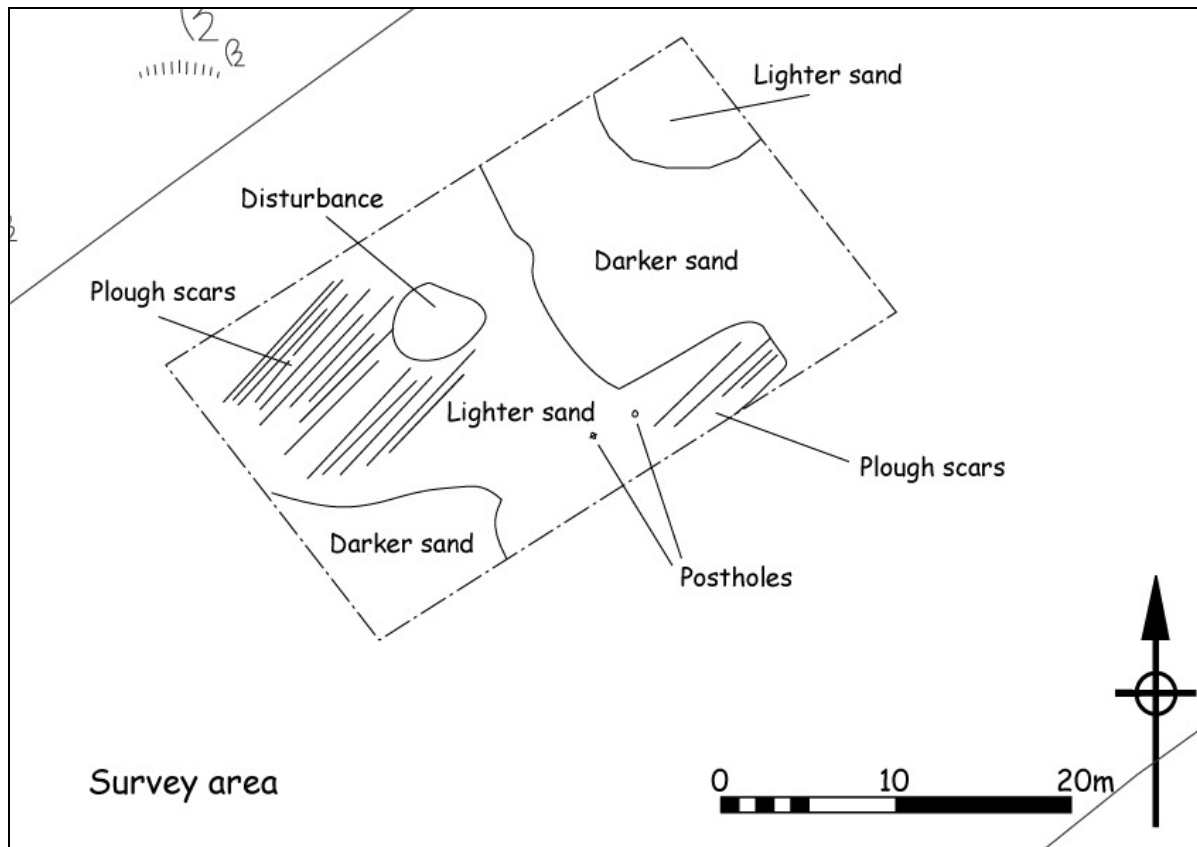 Lighter sand
Disturbance
Darker sand
Plough scars
Lighter sand
Plough scars
Darker sand
Postholes
Survey area
0 10 20m